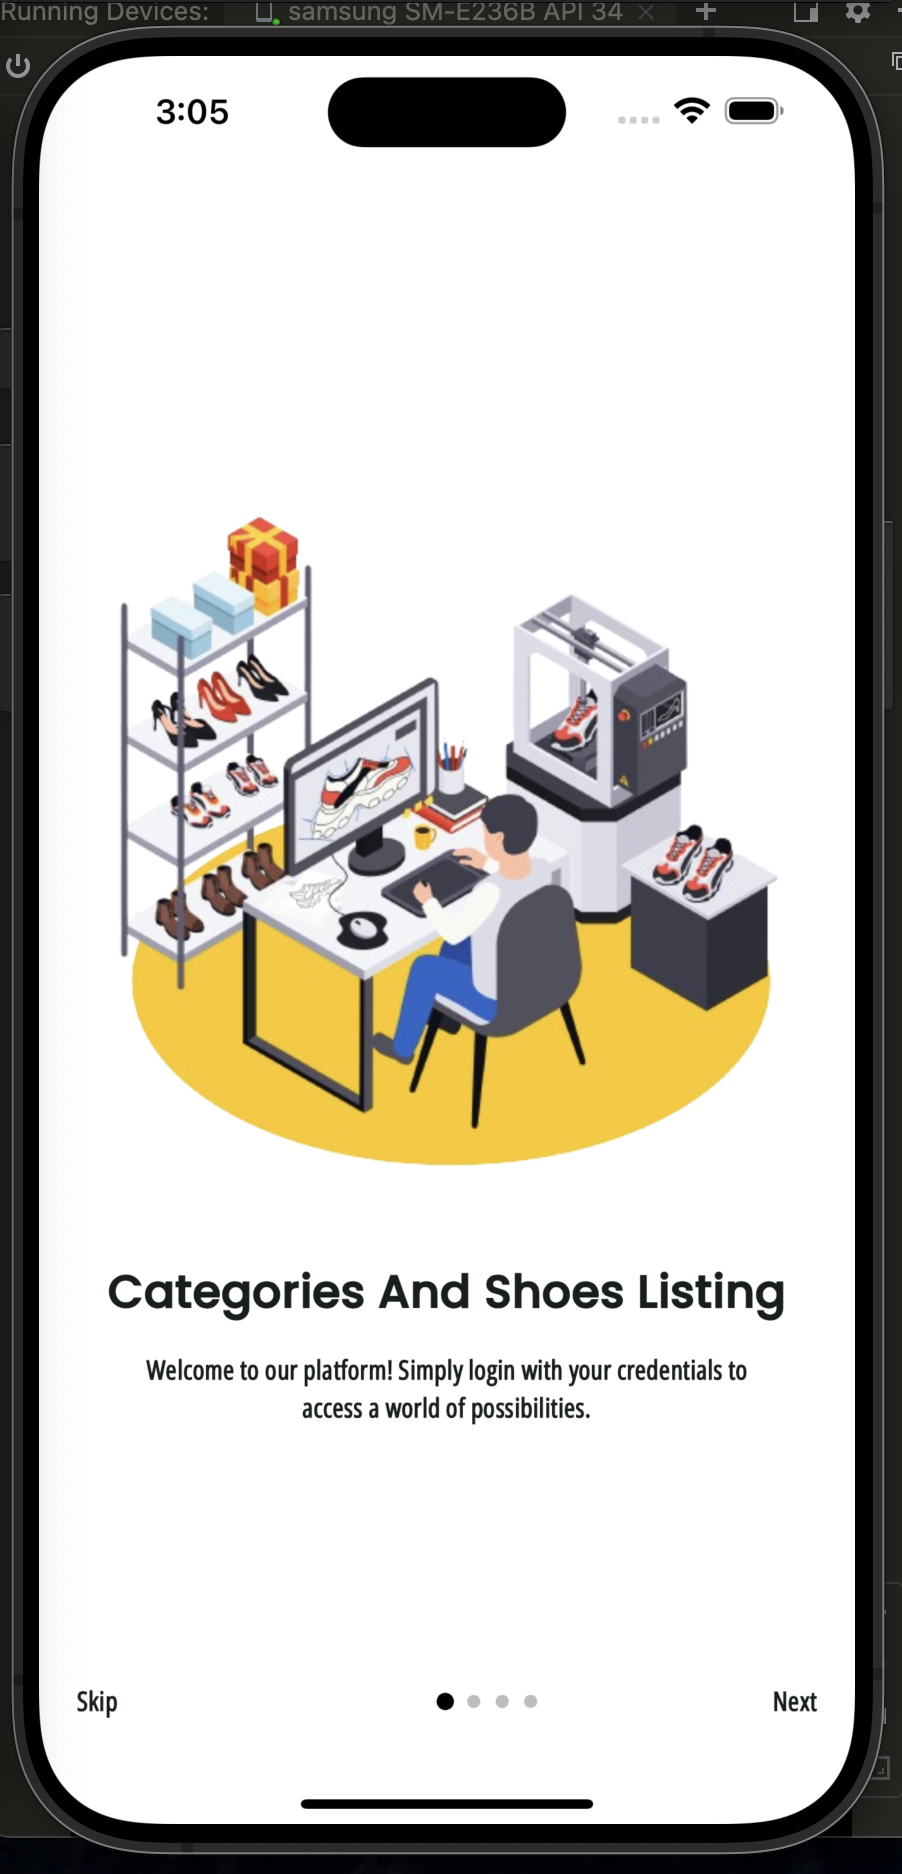 Running Devices: samsung SM-E236B API 34
3:05
Categories And Shoes Listing
Welcome to our platform! Simply login with your credentials to
access a world of possibilities.
Skip
Next